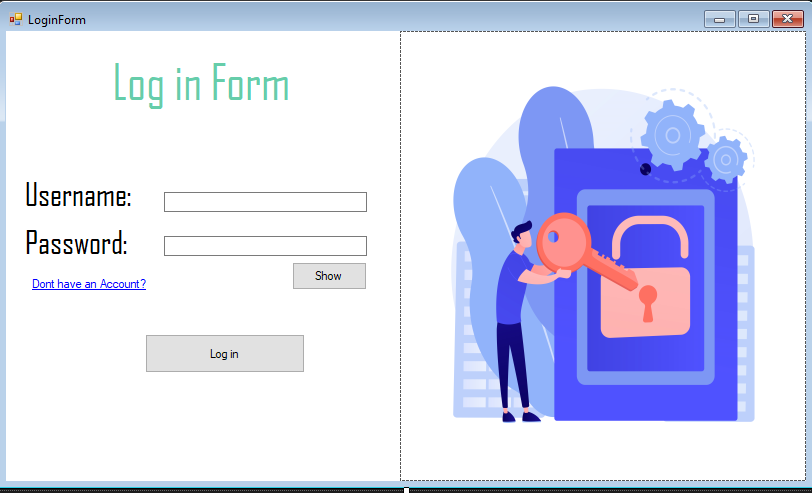 LoginForm
Log in Form
Username:
Password:
Dont have an Account?
Show
Log in